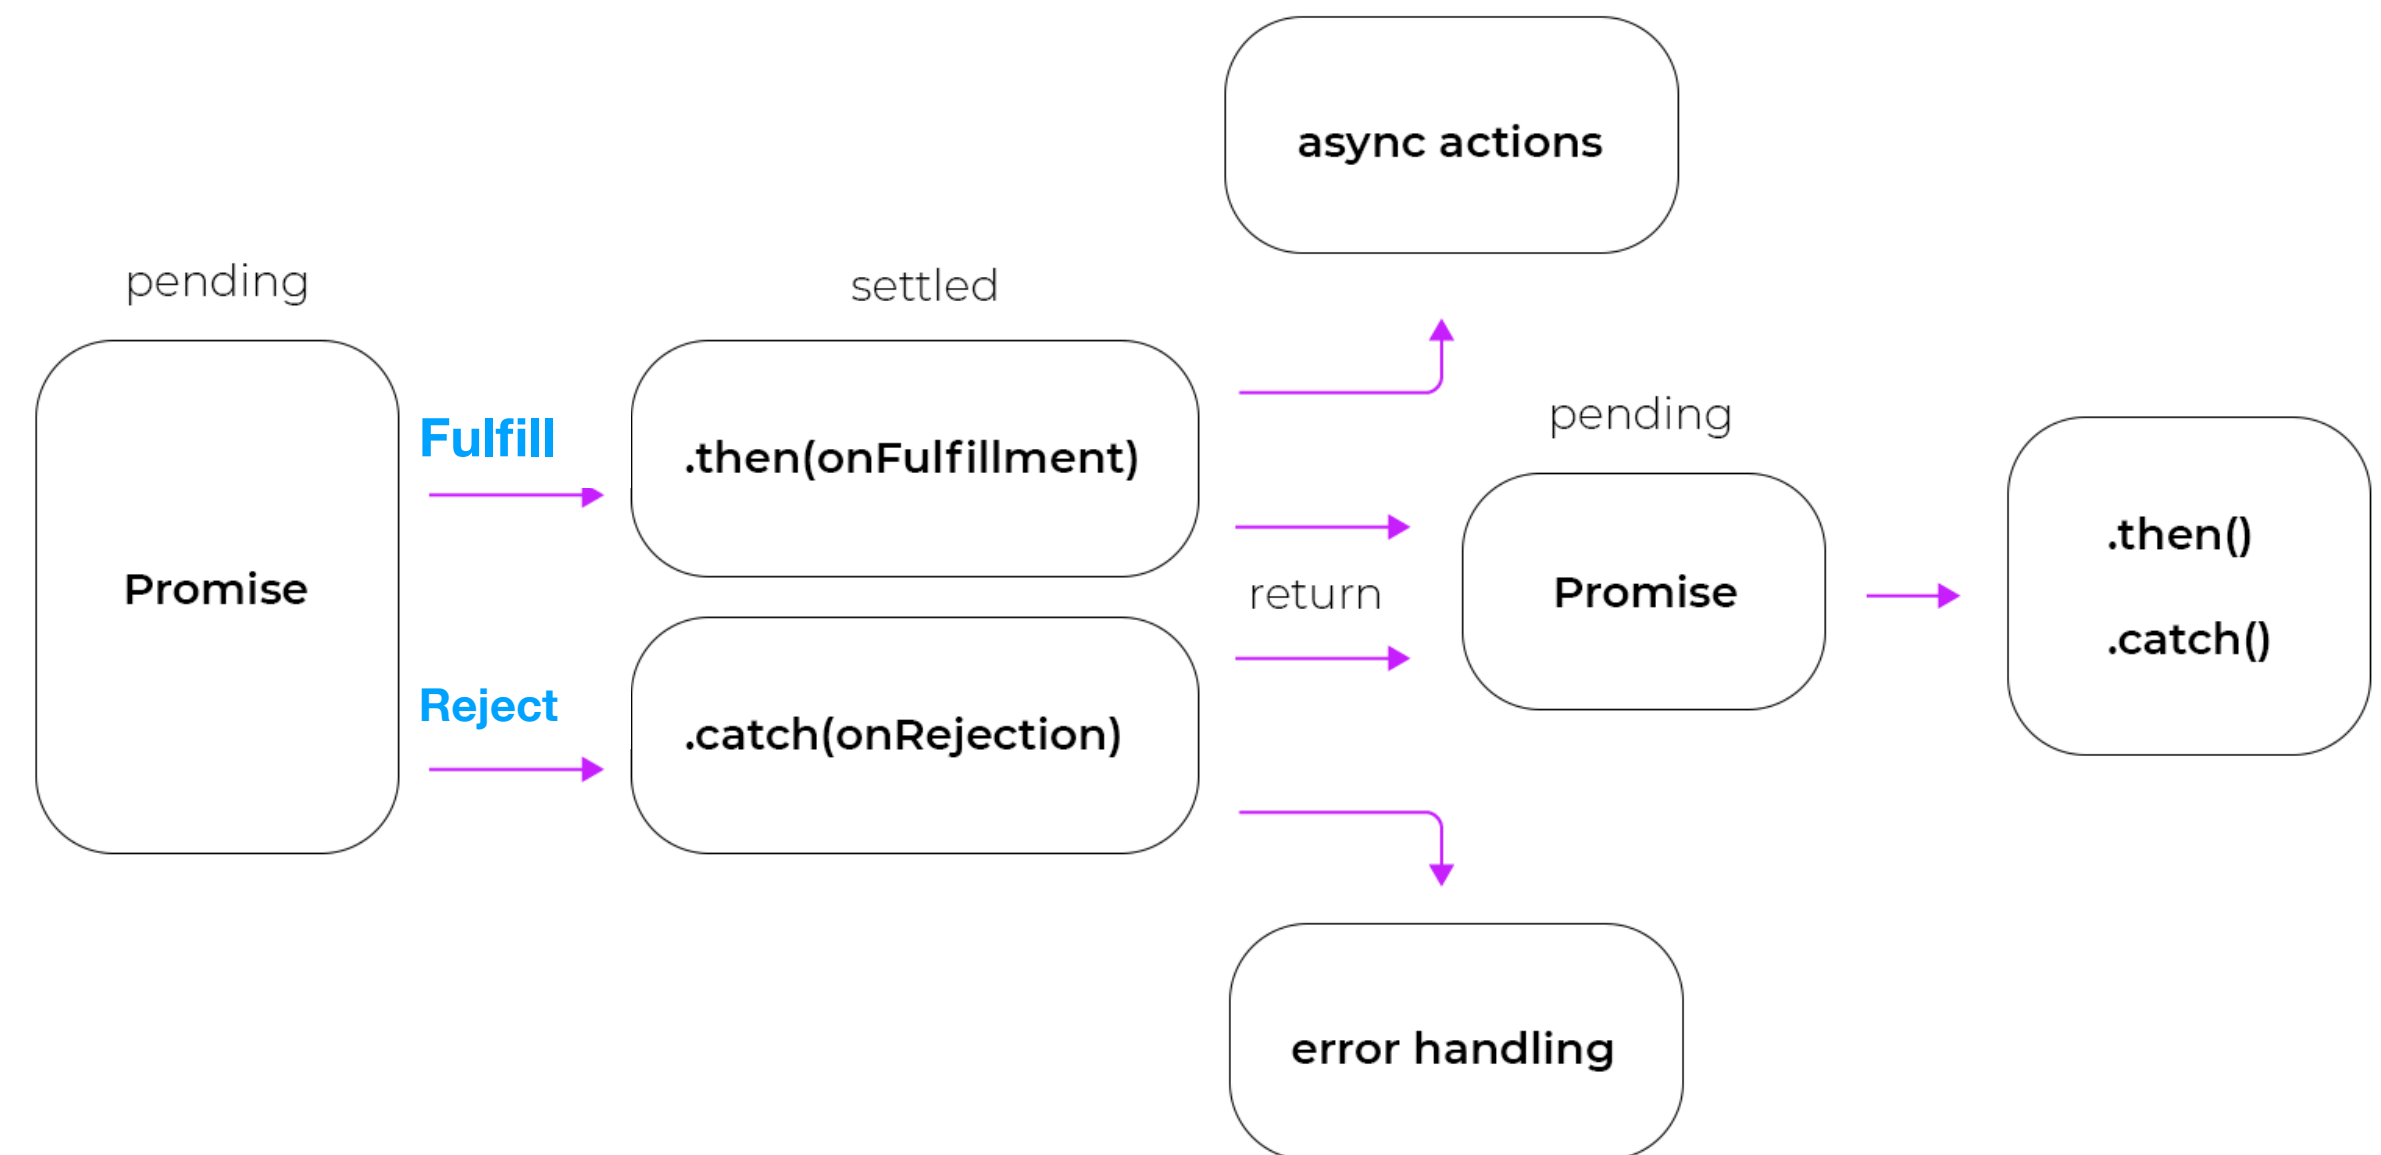 async actions
pending
settled
Promise
Fulfill
.then(onFulfillment)
Reject
.catch(onRejection)
return
pending
Promise
.then()
.catch()
error handling